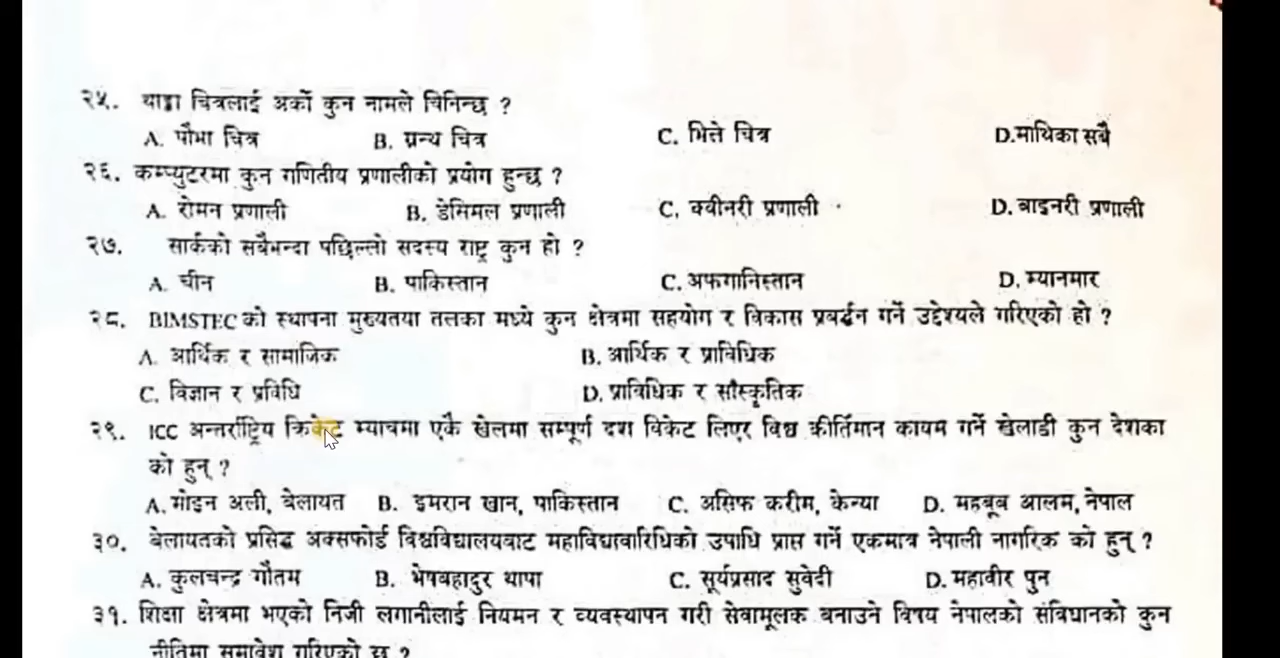 २५. थाङ्का चित्रलाई अर्को कुन नामले चिनिन्छ ?
A. पौभा चित्र B. ग्रन्थ चित्र C. भित्ते चित्र D.माथिका सबै
२६. कम्प्युटरमा कुन गणितीय प्रणालीको प्रयोग हुन्छ ?
A. रोमन प्रणाली B. डेसिमल प्रणाली C. क्वीनरी प्रणाली D. बाइनरी प्रणाली
२७. सार्कको सबैभन्दा पछिल्लो सदस्य राष्ट्र कुन हो ?
A. चीन B. पाकिस्तान C. अफगानिस्तान D. म्यानमार
२८. BIMSTEC को स्थापना मुख्यतया तलका मध्ये कुन क्षेत्रमा सहयोग र विकास प्रबर्द्धन गर्ने उद्देश्यले गरिएको हो ?
A. आर्थिक र सामाजिक B. आर्थिक र प्राविधिक
C. विज्ञान र प्रविधि D. प्राविधिक र साँस्कृतिक
२९. ICC अन्तर्राष्ट्रिय क्रिकेट म्याचमा एकै खेलमा सम्पूर्ण दश विकेट लिएर विश्व कीर्तिमान कायम गर्ने खेलाडी कुन देशका
को हुन् ?
A. मोइन अली, बेलायत B. इमरान खान, पाकिस्तान C. असिफ करीम, केन्या D. महबूब आलम, नेपाल
३०. बेलायतको प्रसिद्ध अक्सफोर्ड विश्वविद्यालयबाट महाविद्यावारिधिको उपाधि प्राप्त गर्ने एकमात्र नेपाली नागरिक को हुन् ?
A. कुलचन्द्र गौतम B. भेषबहादुर थापा C. सूर्यप्रसाद सुवेदी D. महावीर पुन
३१. शिक्षा क्षेत्रमा भएको निजी लगानीलाई नियमन र व्यवस्थापन गरी सेवामूलक बनाउने विषय नेपालको संविधानको कुन
नीतिमा समावेश गरिएको छ ?